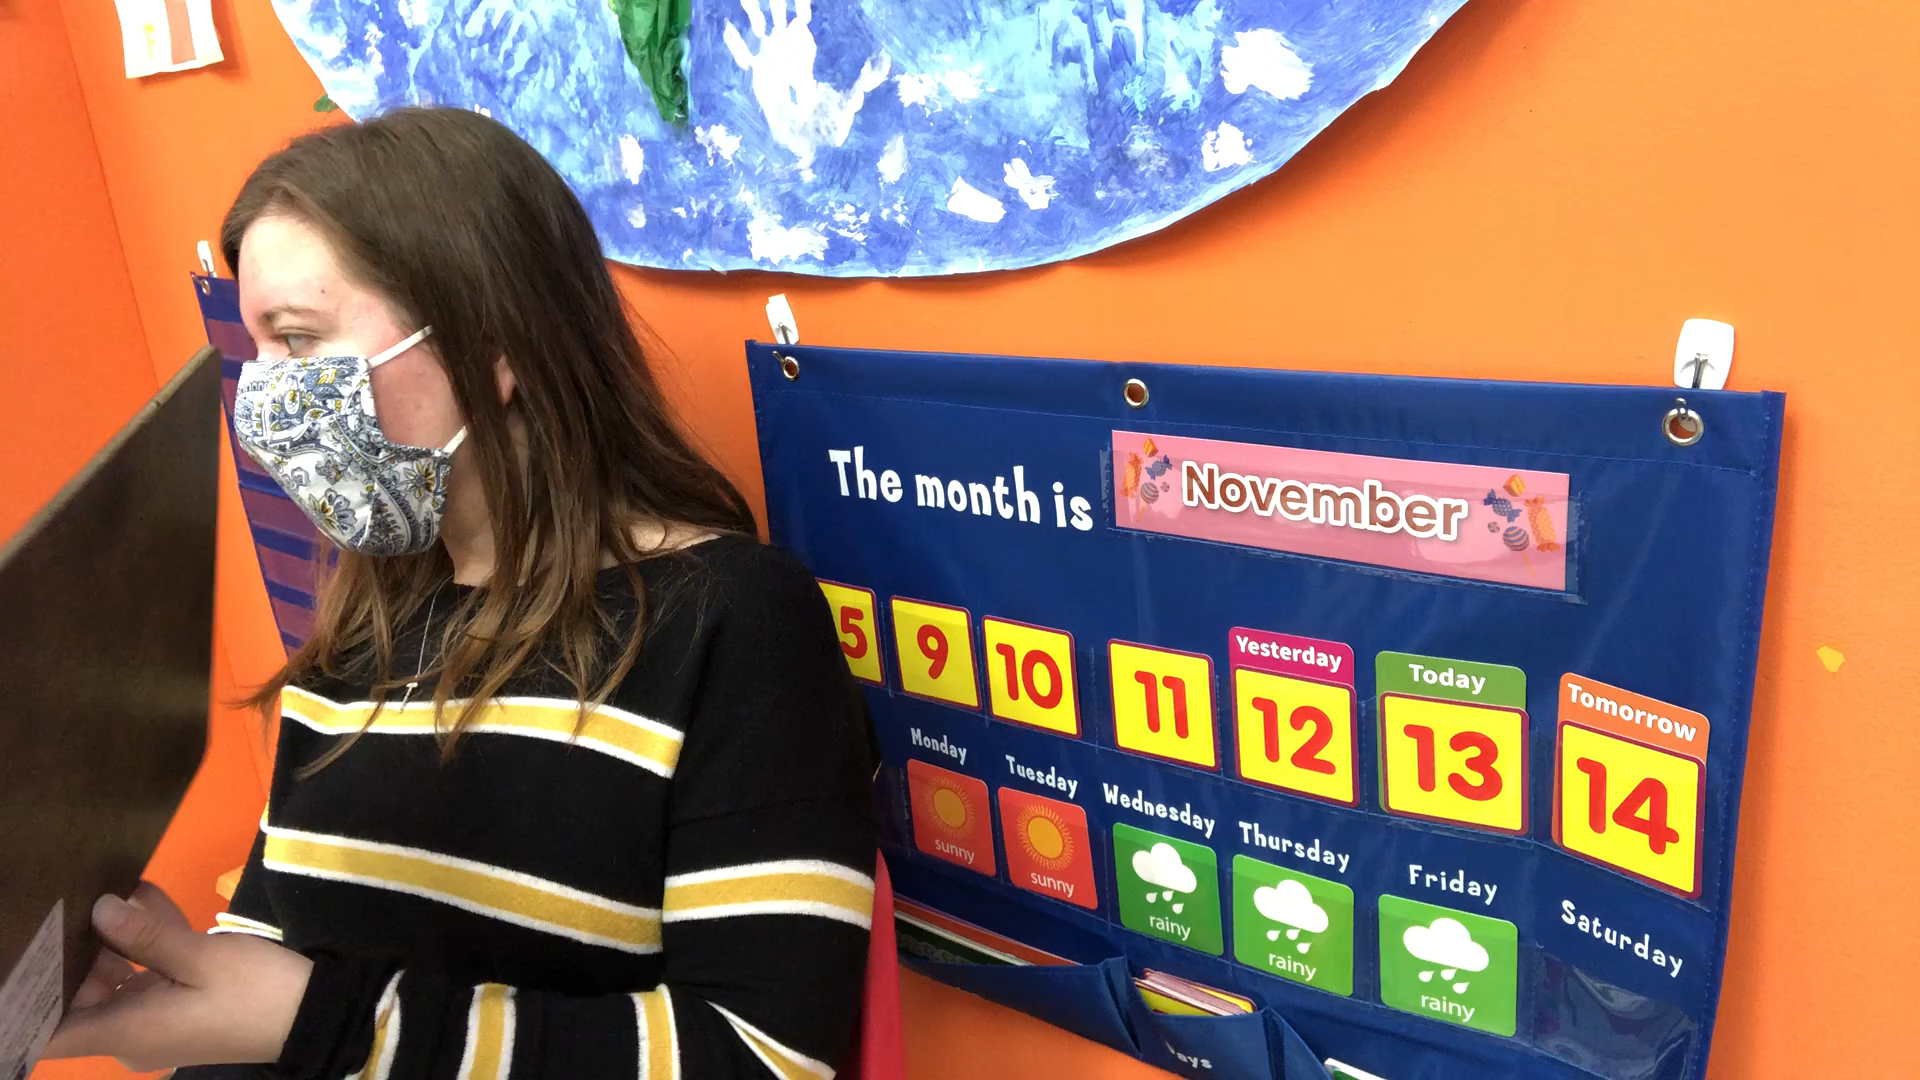 The month is November
5 9 10 11 Yesterday 12 Today 13 Tomorrow 14
Monday Tuesday Wednesday Thursday Friday Saturday
sunny sunny rainy rainy rainy